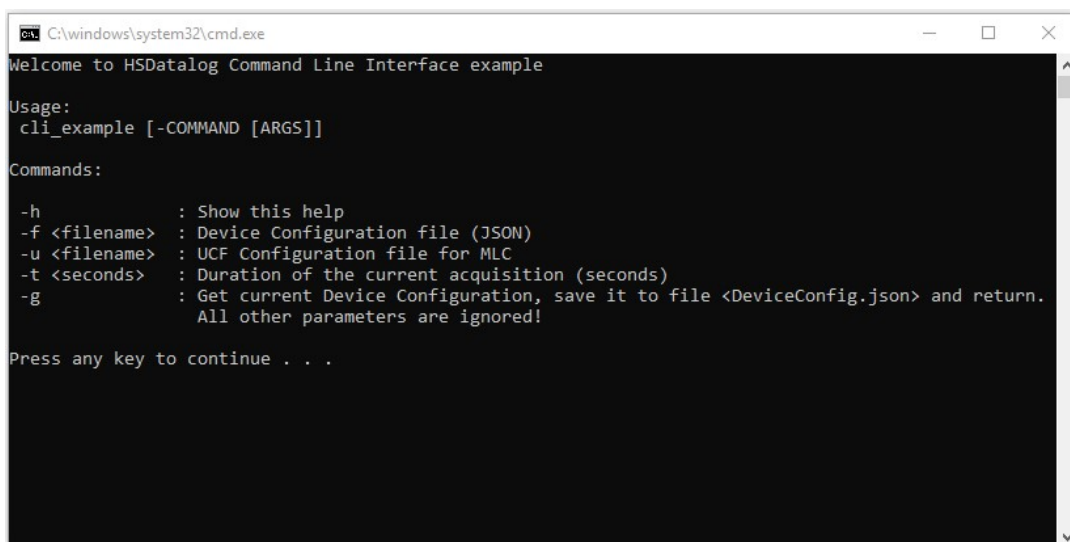 C:\windows\system32\cmd.exe
Welcome to HSDatalog Command Line Interface example
Usage:
cli_example [-COMMAND [ARGS]]
Commands:
-h : Show this help
-f <filename> : Device Configuration file (JSON)
-u <filename> : UCF Configuration file for MLC
-t <seconds> : Duration of the current acquisition (seconds)
-g : Get current Device Configuration, save it to file <DeviceConfig.json> and return.
All other parameters are ignored!
Press any key to continue . . .